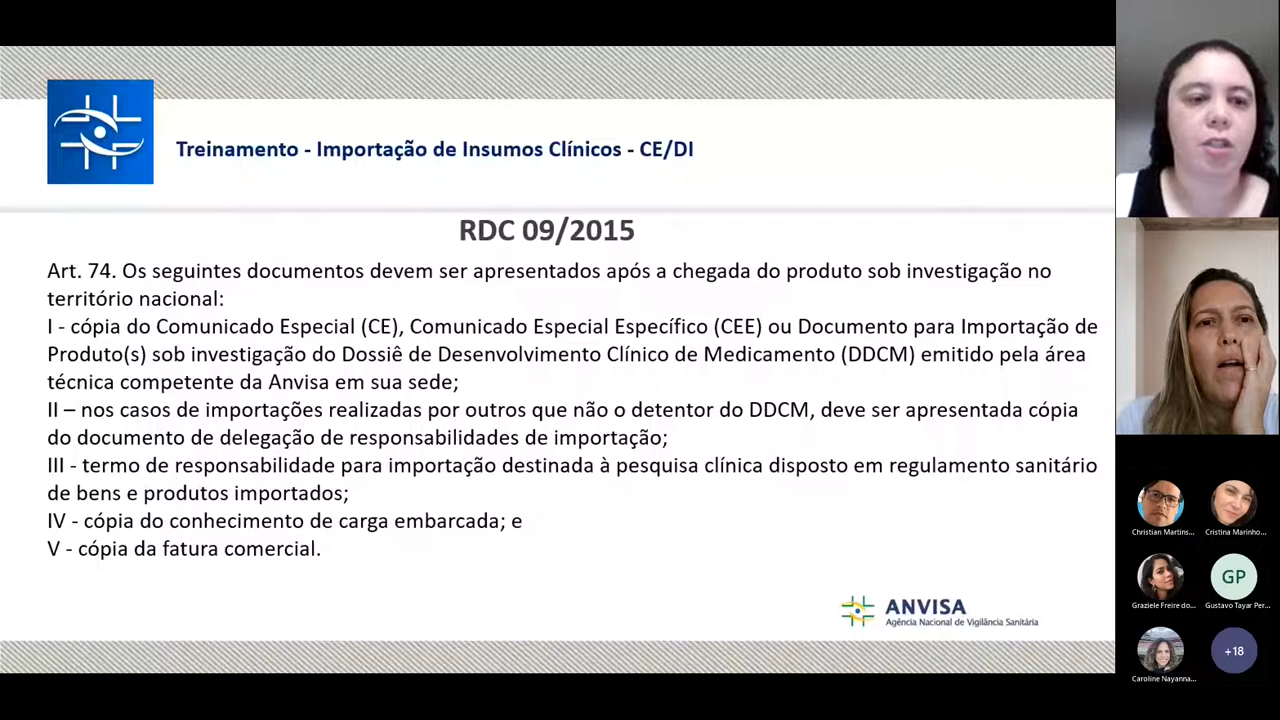 Treinamento - Importação de Insumos Clínicos - CE/DI
RDC 09/2015
Art. 74. Os seguintes documentos devem ser apresentados após a chegada do produto sob investigação no
território nacional:
I - cópia do Comunicado Especial (CE), Comunicado Especial Específico (CEE) ou Documento para Importação de
Produto(s) sob investigação do Dossiê de Desenvolvimento Clínico de Medicamento (DDCM) emitido pela área
técnica competente da Anvisa em sua sede;
II – nos casos de importações realizadas por outros que não o detentor do DDCM, deve ser apresentada cópia
do documento de delegação de responsabilidades de importação;
III - termo de responsabilidade para importação destinada à pesquisa clínica disposto em regulamento sanitário
de bens e produtos importados;
IV - cópia do conhecimento de carga embarcada; e
V - cópia da fatura comercial.
ANVISA
Agência Nacional de Vigilância Sanitária
Christian Martins...
Cristina Marinho...
GP
Graziele Freire do...
Gustavo Tayar Per...
+18
Caroline Nayanna...